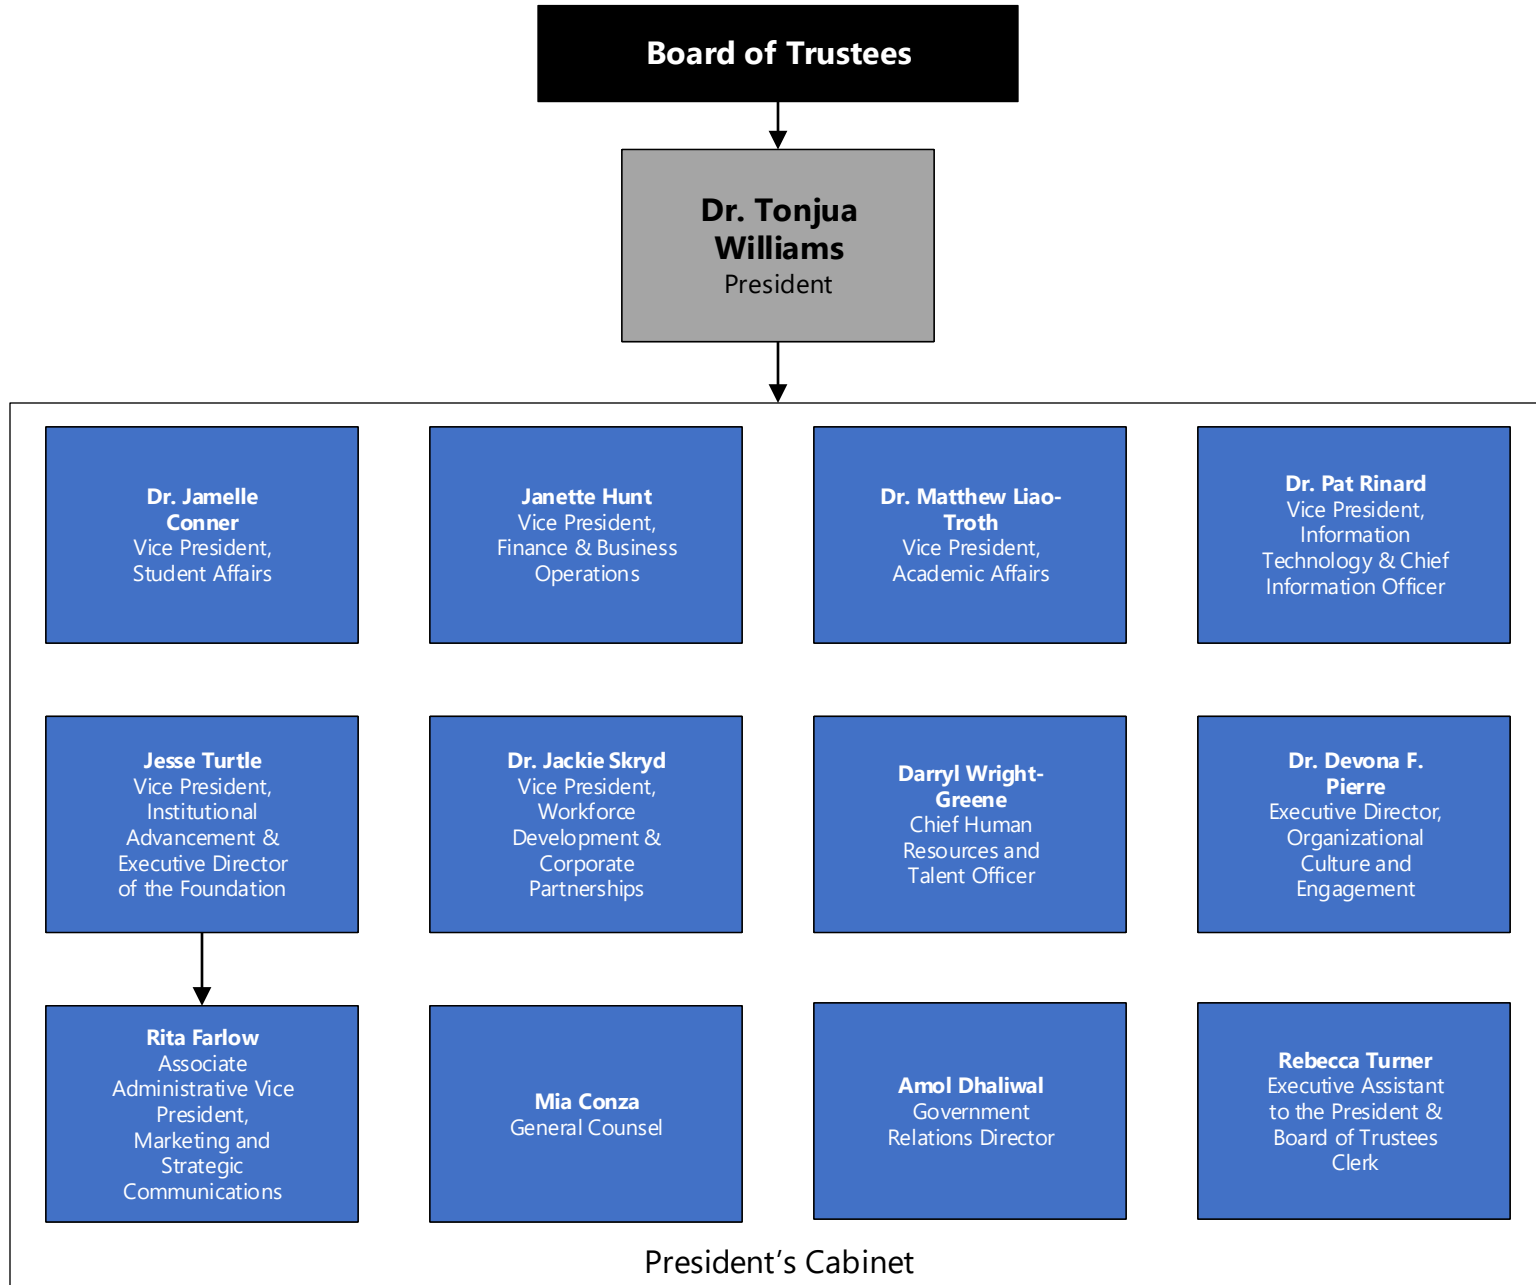 Board of Trustees
Dr. Tonjua
Williams
President
Dr. Jamelle
Conner
Vice President,
Student Affairs
Janette Hunt
Vice President,
Finance & Business
Operations
Dr. Matthew Liao-
Troth
Vice President,
Academic Affairs
Dr. Pat Rinard
Vice President,
Information
Technology & Chief
Information Officer
Jesse Turtle
Vice President,
Institutional
Advancement &
Executive Director
of the Foundation
Dr. Jackie Skryd
Vice President,
Workforce
Development &
Corporate
Partnerships
Darryl Wright-
Greene
Chief Human
Resources and
Talent Officer
Dr. Devona F.
Pierre
Executive Director,
Organizational
Culture and
Engagement
Rita Farlow
Associate
Administrative Vice
President,
Marketing and
Strategic
Communications
Mia Conza
General Counsel
Amol Dhaliwal
Government
Relations Director
Rebecca Turner
Executive Assistant
to the President &
Board of Trustees
Clerk
President’s Cabinet